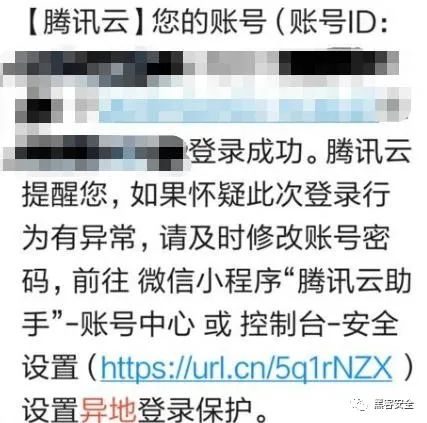 【腾讯云】您的账号（账号ID：
登录成功。腾讯云
提醒您，如果怀疑此次登录行
为有异常，请及时修改账号密
码，前往 微信小程序“腾讯云助
手”-账号中心 或 控制台-安全
设置（https://url.cn/5q1rNZX ）
设置异地登录保护。
黑客安全